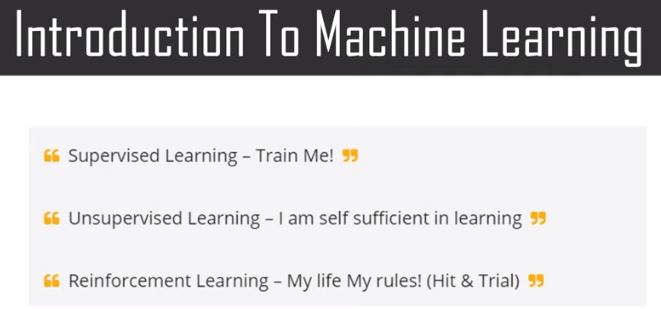 Introduction To Machine Learning
❝ Supervised Learning – Train Me! ❞
❝ Unsupervised Learning – I am self sufficient in learning ❞
❝ Reinforcement Learning – My life My rules! (Hit & Trial) ❞